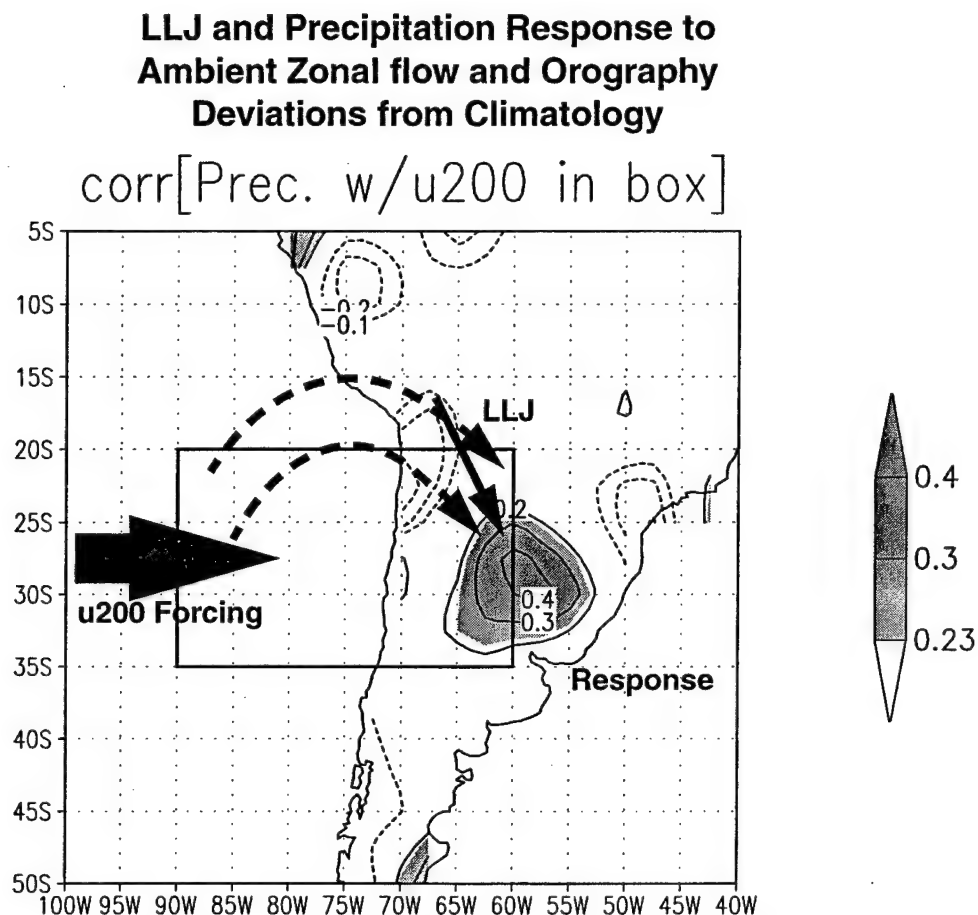 LLJ and Precipitation Response to
Ambient Zonal flow and Orography
Deviations from Climatology
corr[Prec. w/u200 in box]
5S
10S
15S
20S
25S
30S
35S
40S
45S
50S
-0.2
-0.1
LLJ
0.2
0.4
0.3
u200 Forcing
Response
100W 95W 90W 85W 80W 75W 70W 65W 60W 55W 50W 45W 40W
0.4
0.3
0.23